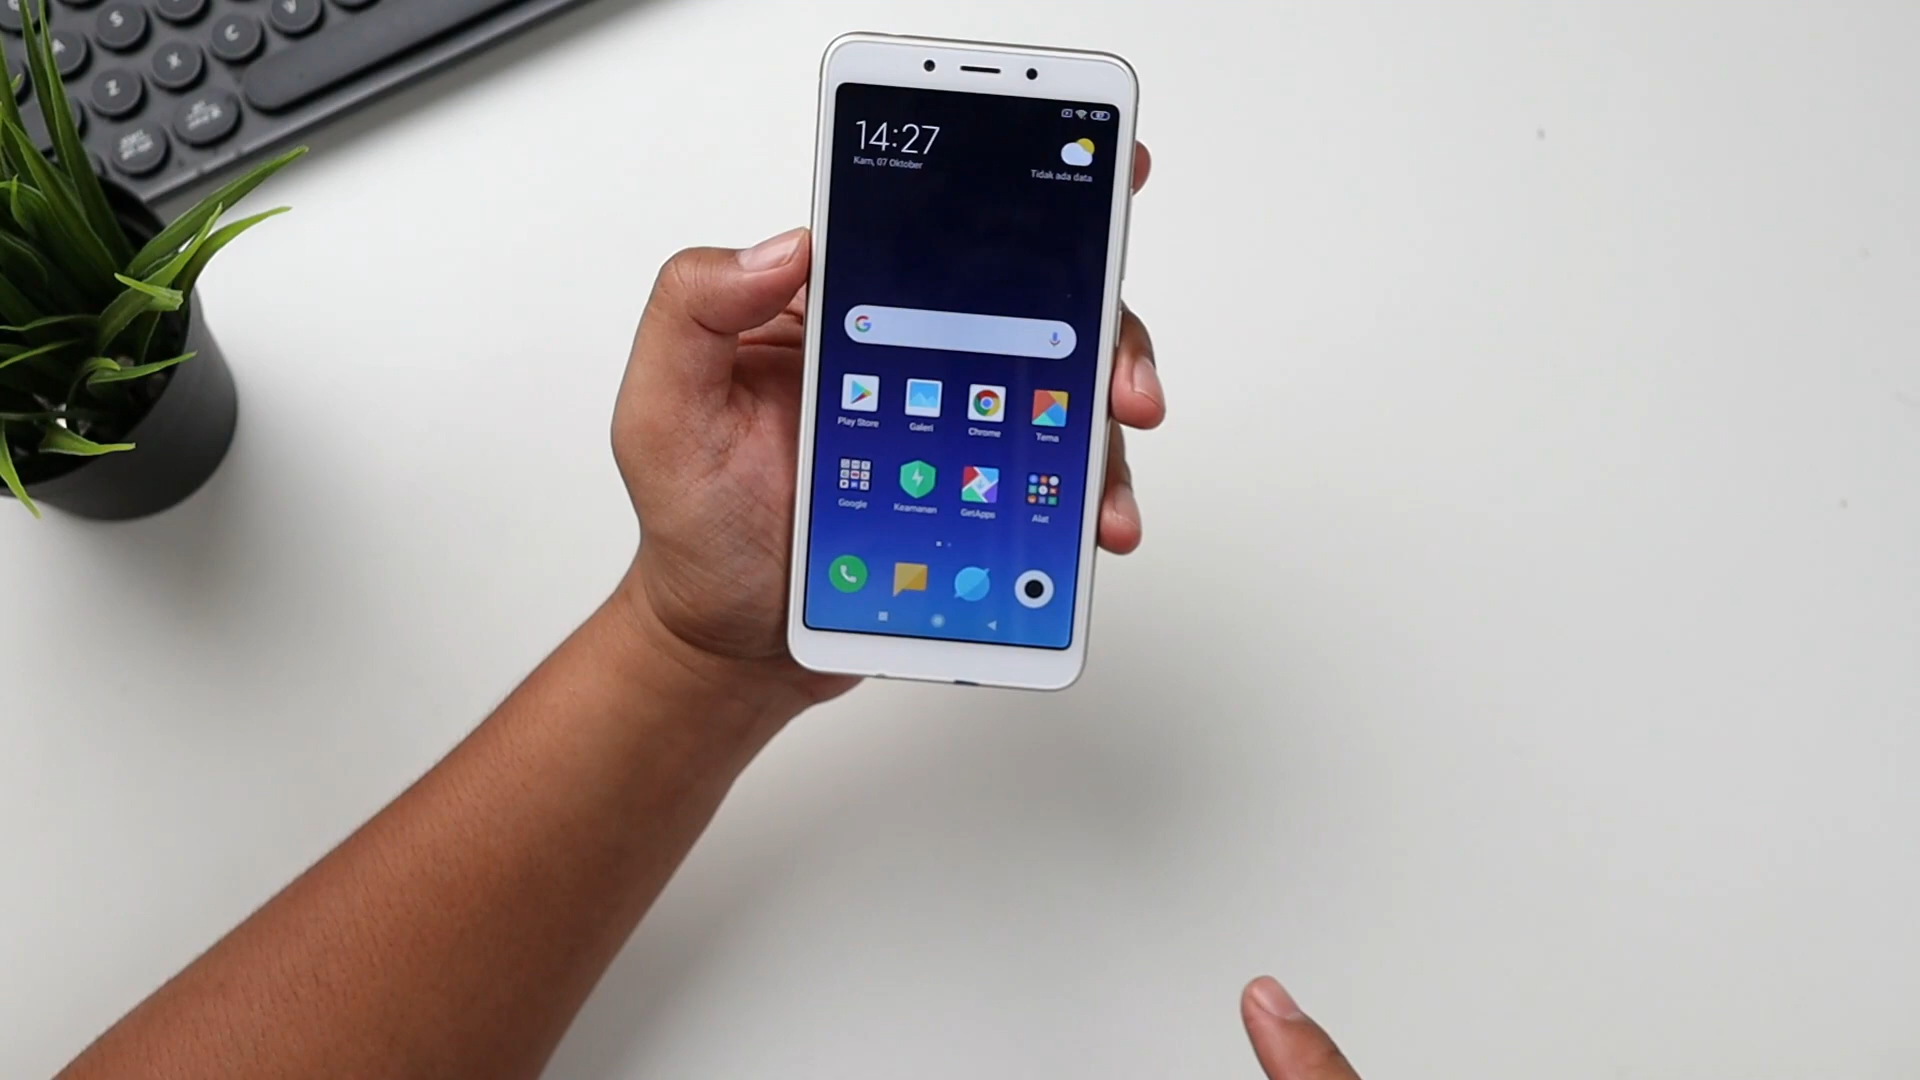 S
V
A
X
C
Z
14:27
Kam, 07 Oktober
Tidak ada data
G
Play Store
Galeri
Chrome
Tema
Google
Keamanan
GetApps
Alat